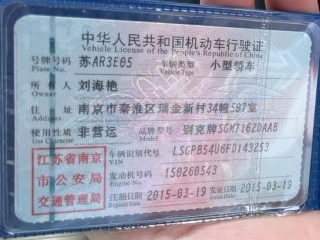 中华人民共和国机动车行驶证
Vehicle License of the People's Republic of China
号牌号码 苏AR3E05 车辆类型 小型轿车
Plate No. Vehicle Type
所有人 刘海艳
Owner
住址 南京市秦淮区瑞金新村34幢507室
Address
使用性质 非营运 品牌型号 别克牌SGM7162DAAB
Use Character Model
江苏省南京
市公安局
交通管理局
车辆识别代号 LSGPB54U6FD143253
VIN
发动机号码 150260543
Engine No.
注册日期 2015-03-19 发证日期 2015-03-19